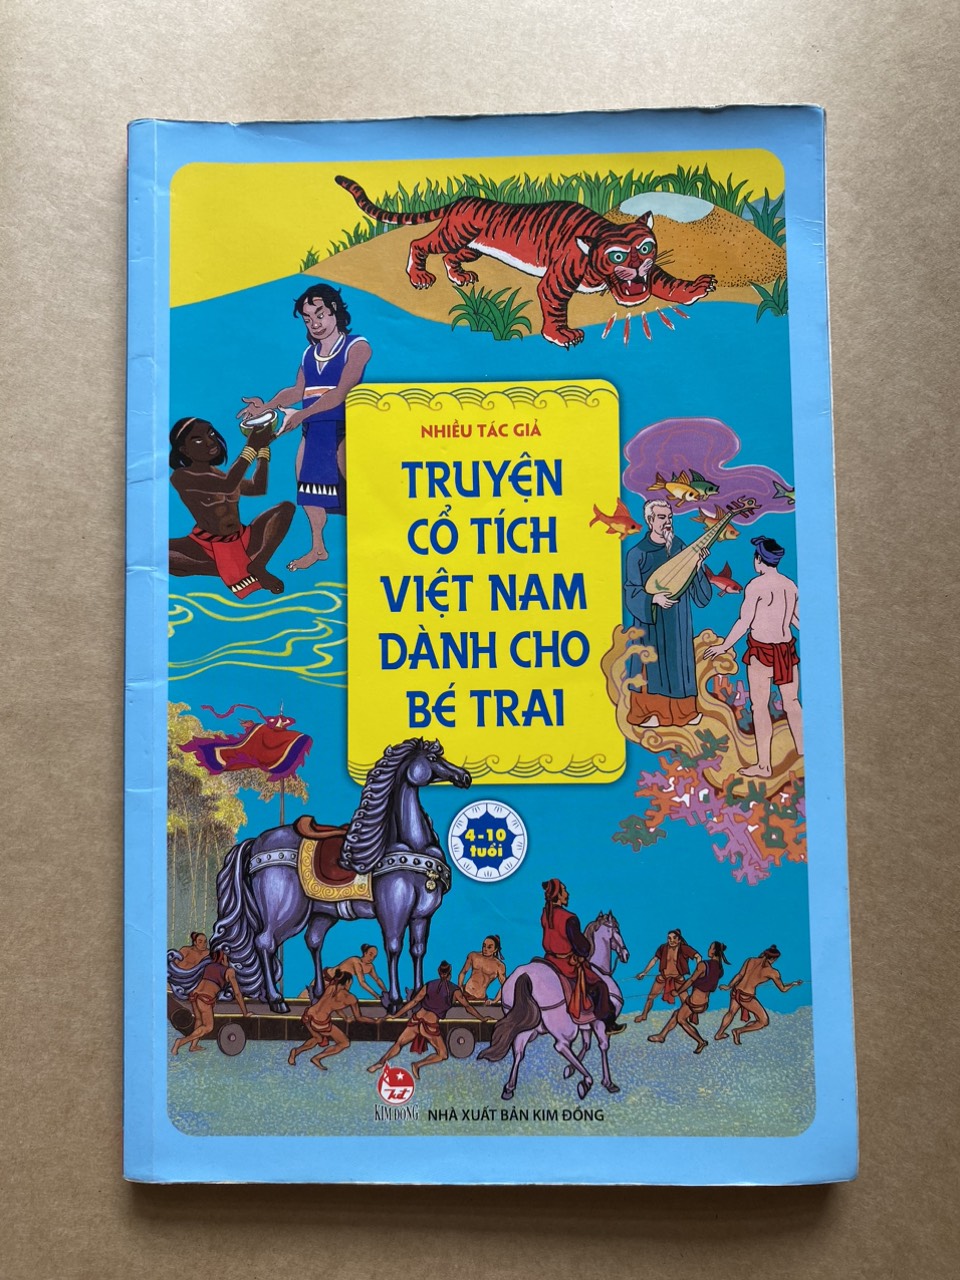 NHIỀU TÁC GIẢ
TRUYỆN
CỔ TÍCH
VIỆT NAM
DÀNH CHO
BÉ TRAI
4-10
tuổi
KIM ĐỒNG
NHÀ XUẤT BẢN KIM ĐỒNG